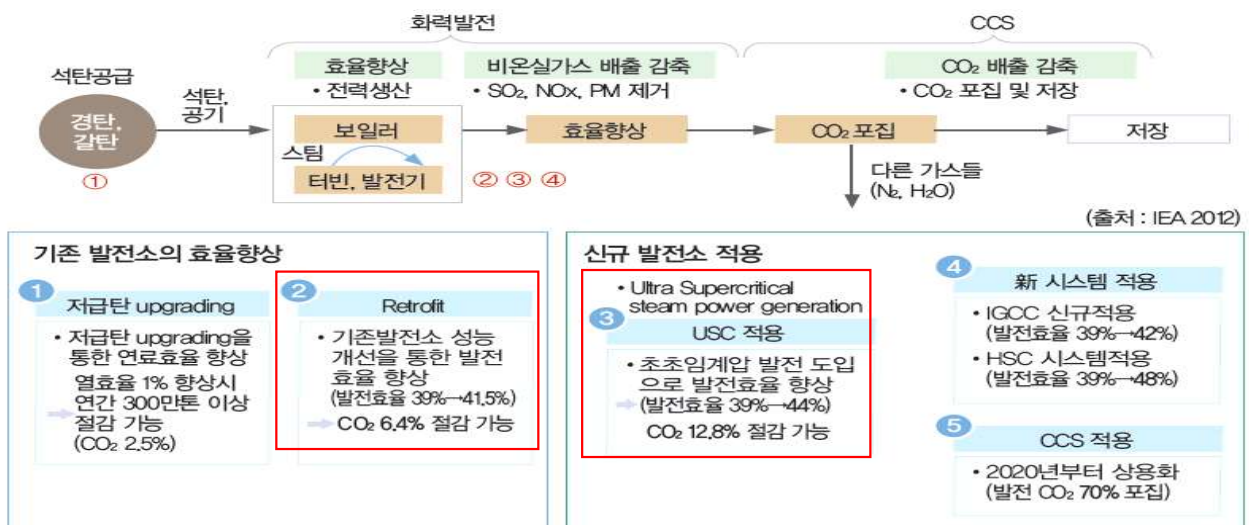 화력발전
CCS
석탄공급
효율향상
비온실가스 배출 감축
CO₂ 배출 감축
• 전력생산
• SO₂, NOx, PM 제거
• CO₂ 포집 및 저장
경탄,
갈탄
석탄,
공기
보일러
스팀
터빈, 발전기
효율향상
CO₂ 포집
저장
①
② ③ ④
다른 가스들
(N₂, H₂O)
(출처 : IEA 2012)
기존 발전소의 효율향상
1
저급탄 upgrading
• 저급탄 upgrading을
통한 연료효율 향상
열효율 1% 향상시
연간 300만톤 이상
절감 가능
(CO₂ 2.5%)
2
Retrofit
• 기존발전소 성능
개선을 통한 발전
효율 향상
(발전효율 39%→41.5%)
CO₂ 6.4% 절감 가능
신규 발전소 적용
• Ultra Supercritical
steam power generation
3
USC 적용
• 초초임계압 발전 도입
으로 발전효율 향상
(발전효율 39%→44%)
CO₂ 12.8% 절감 가능
4
新 시스템 적용
• IGCC 신규적용
(발전효율 39%→42%)
• HSC 시스템적용
(발전효율 39%→48%)
5
CCS 적용
• 2020년부터 상용화
(발전 CO₂ 70% 포집)